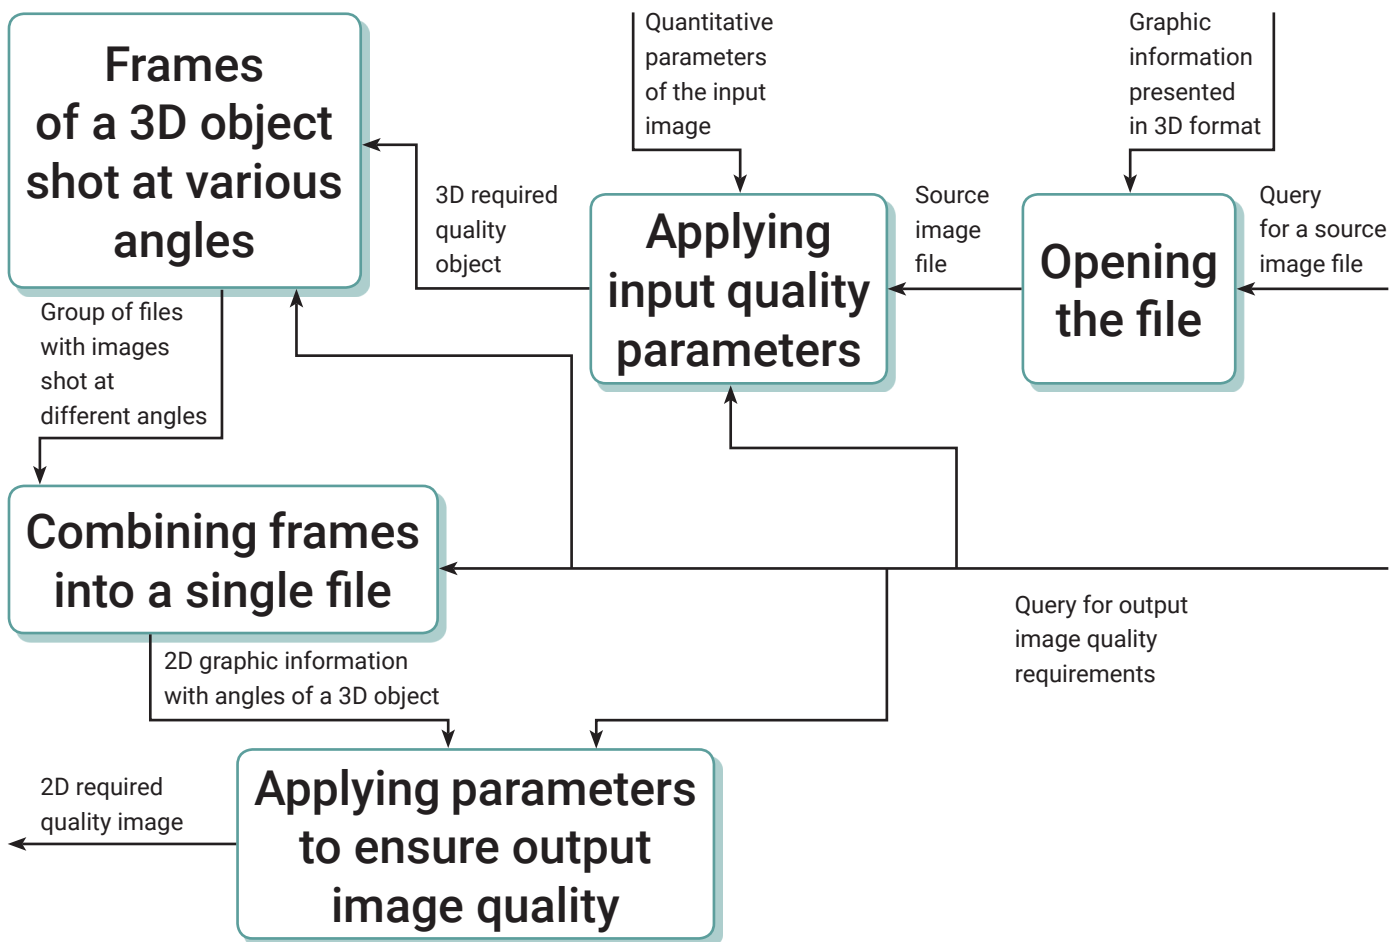 Frames
of a 3D object
shot at various
angles
Quantitative
parameters
of the input
image
Graphic
information
presented
in 3D format
3D required
quality
object
Applying
input quality
parameters
Source
image
file
Opening
the file
Query
for a source
image file
Group of files
with images
shot at
different angles
Combining frames
into a single file
Query for output
image quality
requirements
2D graphic information
with angles of a 3D object
2D required
quality image
Applying parameters
to ensure output
image quality